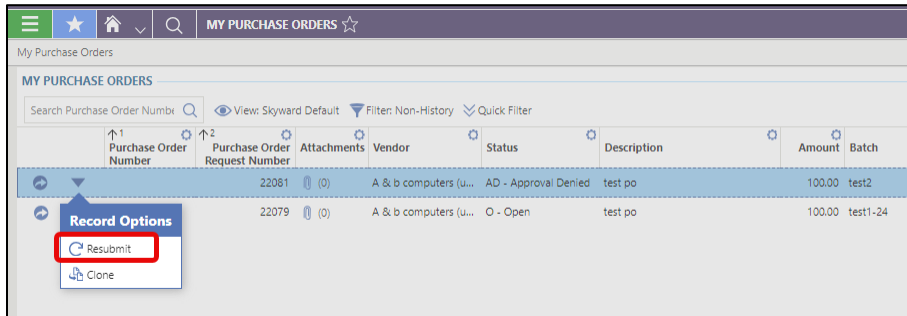 MY PURCHASE ORDERS
My Purchase Orders
MY PURCHASE ORDERS
Search Purchase Order Numbe View: Skyward Default Filter: Non-History Quick Filter
1 Purchase Order Number 2 Purchase Order Request Number Attachments Vendor Status Description Amount Batch
22081 (0) A & b computers (u... AD - Approval Denied test po 100.00 test2
22079 (0) A & b computers (u... O - Open test po 100.00 test1-24
Record Options
Resubmit
Clone